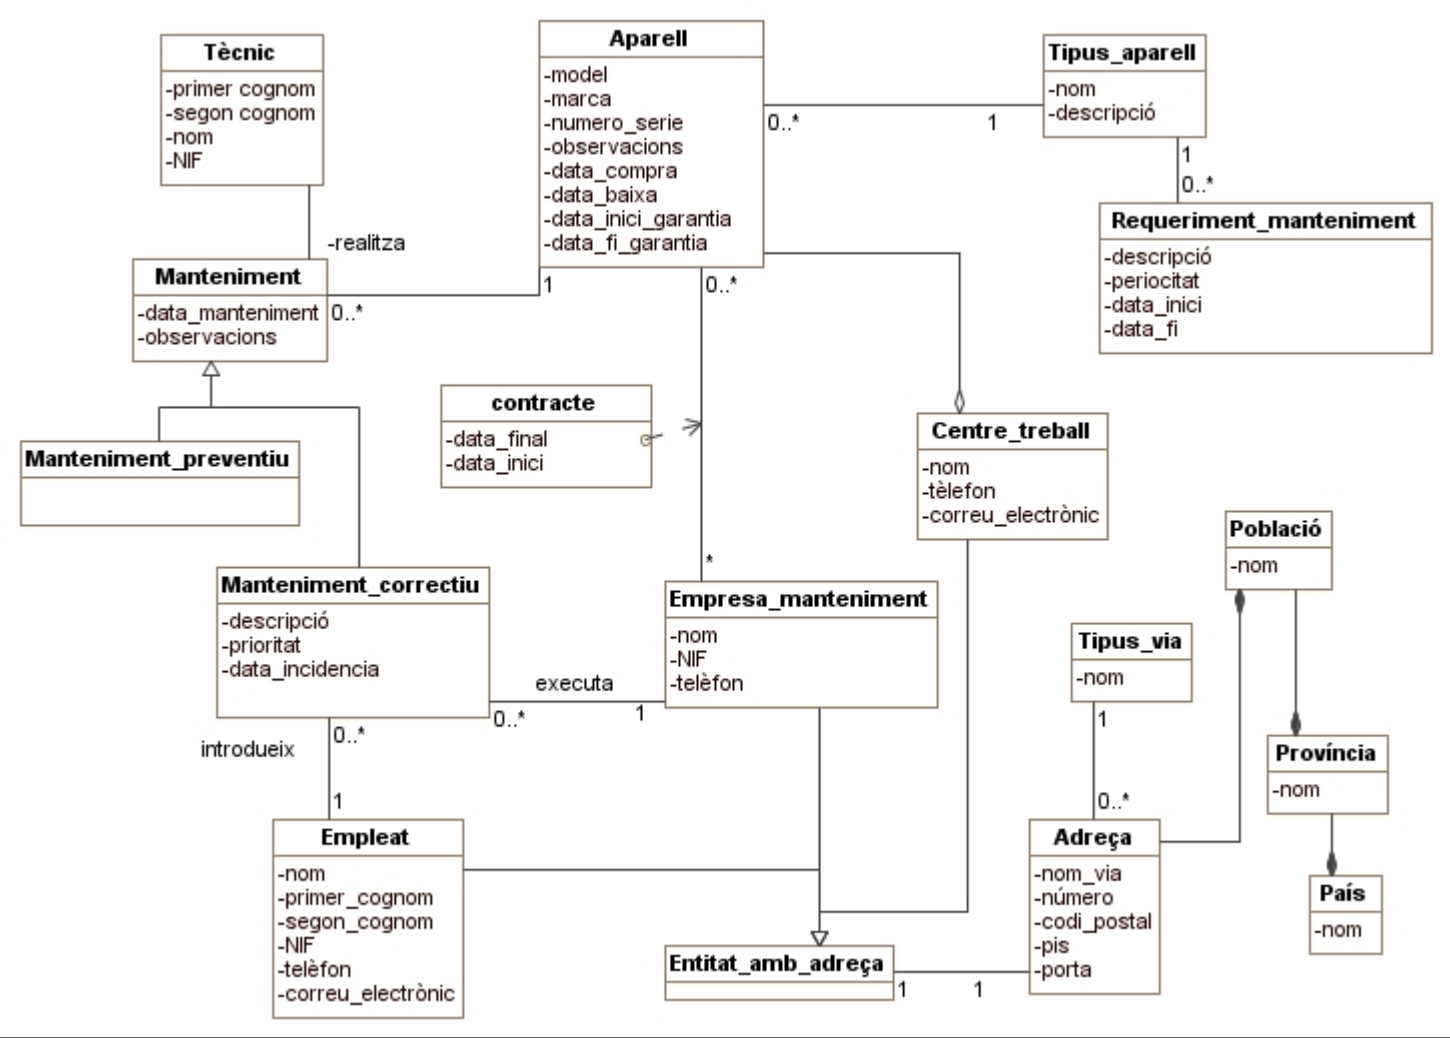 Tècnic
-primer cognom
-segon cognom
-nom
-NIF
-realitza
Aparell
-model
-marca
-numero_serie
-observacions
-data_compra
-data_baixa
-data_inici_garantia
-data_fi_garantia
0..*
1
Tipus_aparell
-nom
-descripció
1
0..*
Requeriment_manteniment
-descripció
-periocitat
-data_inici
-data_fi
Manteniment
-data_manteniment
-observacions
0..*
1
0..*
contracte
-data_final
-data_inici
*
Centre_treball
-nom
-tèlefon
-correu_electrònic
Manteniment_preventiu
Manteniment_correctiu
-descripció
-prioritat
-data_incidencia
executa
0..*
1
Empresa_manteniment
-nom
-NIF
-telèfon
Població
-nom
Tipus_via
-nom
1
0..*
Província
-nom
País
-nom
introdueix
0..*
1
Empleat
-nom
-primer_cognom
-segon_cognom
-NIF
-telèfon
-correu_electrònic
Entitat_amb_adreça
1
1
Adreça
-nom_via
-número
-codi_postal
-pis
-porta